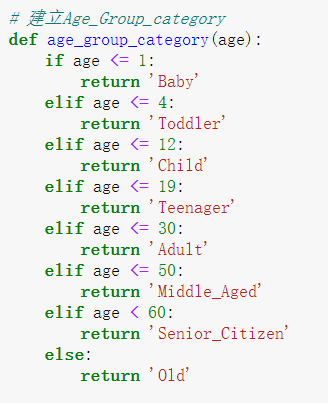 # 建立Age_Group_category
def age_group_category(age):
    if age <= 1:
        return 'Baby'
    elif age <= 4:
        return 'Toddler'
    elif age <= 12:
        return 'Child'
    elif age <= 19:
        return 'Teenager'
    elif age <= 30:
        return 'Adult'
    elif age <= 50:
        return 'Middle_Aged'
    elif age < 60:
        return 'Senior_Citizen'
    else:
        return 'Old'